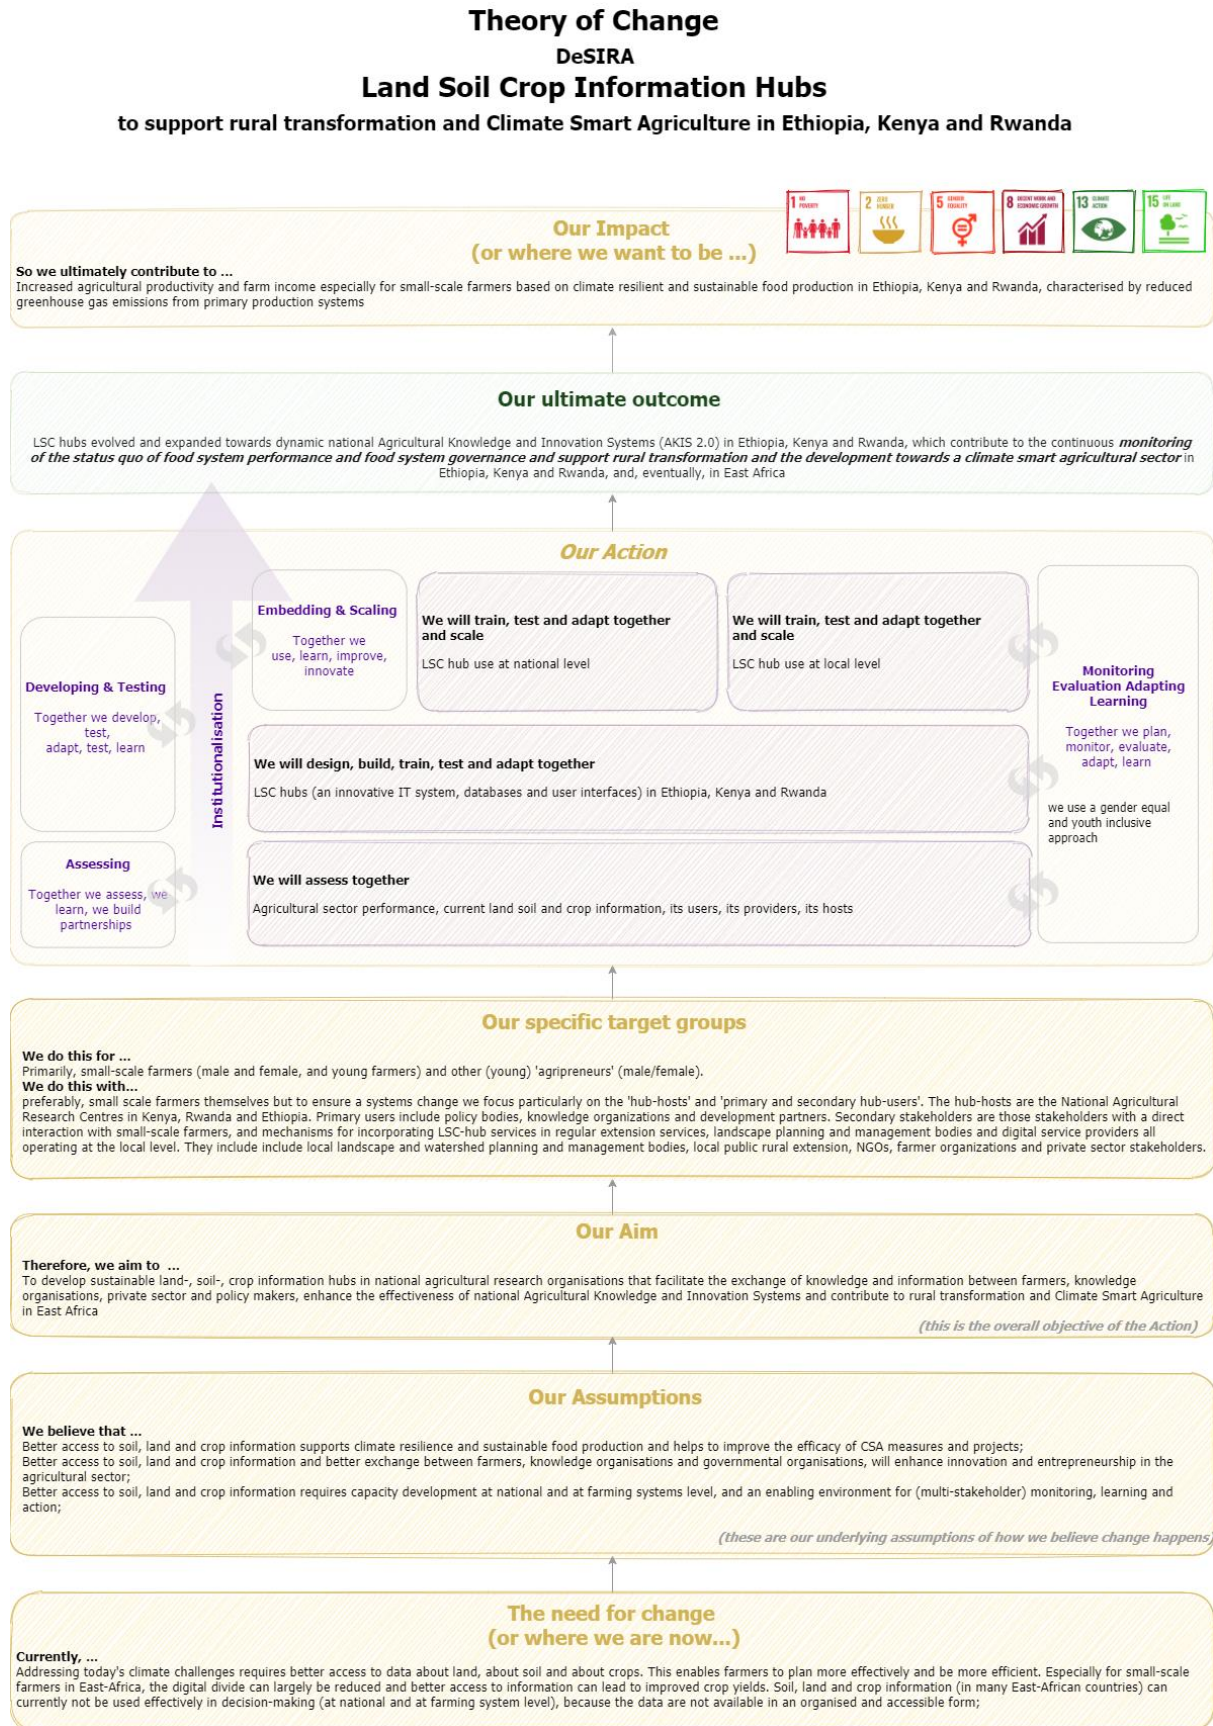 Theory of Change
DeSIRA
Land Soil Crop Information Hubs
to support rural transformation and Climate Smart Agriculture in Ethiopia, Kenya and Rwanda
1 NO POVERTY
2 ZERO HUNGER
5 GENDER EQUALITY
8 DECENT WORK AND ECONOMIC GROWTH
13 CLIMATE ACTION
15 LIFE ON LAND
Our Impact
(or where we want to be ...)
So we ultimately contribute to ...
Increased agricultural productivity and farm income especially for small-scale farmers based on climate resilient and sustainable food production in Ethiopia, Kenya and Rwanda, characterised by reduced
greenhouse gas emissions from primary production systems
Our ultimate outcome
LSC hubs evolved and expanded towards dynamic national Agricultural Knowledge and Innovation Systems (AKIS 2.0) in Ethiopia, Kenya and Rwanda, which contribute to the continuous monitoring
of the status quo of food system performance and food system governance and support rural transformation and the development towards a climate smart agricultural sector in
Ethiopia, Kenya and Rwanda, and, eventually, in East Africa
Our Action
Embedding & Scaling
Together we
use, learn, improve,
innovate
We will train, test and adapt together
and scale
LSC hub use at national level
We will train, test and adapt together
and scale
LSC hub use at local level
Developing & Testing
Together we develop,
test,
adapt, test, learn
Institutionalisation
We will design, build, train, test and adapt together
LSC hubs (an innovative IT system, databases and user interfaces) in Ethiopia, Kenya and Rwanda
Monitoring
Evaluation Adapting
Learning
Together we plan,
monitor, evaluate,
adapt, learn
we use a gender equal
and youth inclusive
approach
Assessing
Together we assess, we
learn, we build
partnerships
We will assess together
Agricultural sector performance, current land soil and crop information, its users, its providers, its hosts
Our specific target groups
We do this for ...
Primarily, small-scale farmers (male and female, and young farmers) and other (young) 'agripreneurs' (male/female).
We do this with...
preferably, small scale farmers themselves but to ensure a systems change we focus particularly on the 'hub-hosts' and 'primary and secondary hub-users'. The hub-hosts are the National Agricultural
Research Centres in Kenya, Rwanda and Ethiopia. Primary users include policy bodies, knowledge organizations and development partners. Secondary stakeholders are those stakeholders with a direct
interaction with small-scale farmers, and mechanisms for incorporating LSC-hub services in regular extension services, landscape planning and management bodies and digital service providers all
operating at the local level. They include include local landscape and watershed planning and management bodies, local public rural extension, NGOs, farmer organizations and private sector stakeholders.
Our Aim
Therefore, we aim to ...
To develop sustainable land-, soil-, crop information hubs in national agricultural research organisations that facilitate the exchange of knowledge and information between farmers, knowledge
organisations, private sector and policy makers, enhance the effectiveness of national Agricultural Knowledge and Innovation Systems and contribute to rural transformation and Climate Smart Agriculture
in East Africa
(this is the overall objective of the Action)
Our Assumptions
We believe that ...
Better access to soil, land and crop information supports climate resilience and sustainable food production and helps to improve the efficacy of CSA measures and projects;
Better access to soil, land and crop information and better exchange between farmers, knowledge organisations and governmental organisations, will enhance innovation and entrepreneurship in the
agricultural sector;
Better access to soil, land and crop information requires capacity development at national and at farming systems level, and an enabling environment for (multi-stakeholder) monitoring, learning and
action;
(these are our underlying assumptions of how we believe change happens)
The need for change
(or where we are now...)
Currently, ...
Addressing today's climate challenges requires better access to data about land, about soil and about crops. This enables farmers to plan more effectively and be more efficient. Especially for small-scale
farmers in East-Africa, the digital divide can largely be reduced and better access to information can lead to improved crop yields. Soil, land and crop information (in many East-African countries) can
currently not be used effectively in decision-making (at national and at farming system level), because the data are not available in an organised and accessible form;